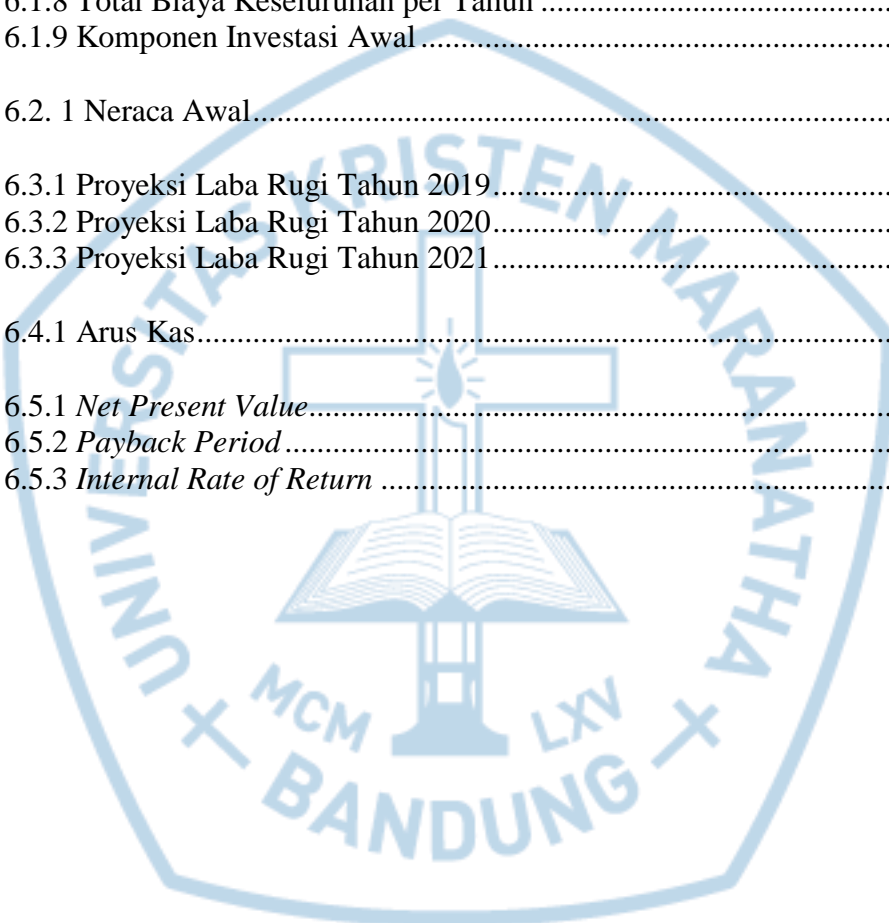 6.1.8 Total Biaya Keseluruhan per Tahun ........................................
6.1.9 Komponen Investasi Awal ........................................
6.2. 1 Neraca Awal ........................................
6.3.1 Proyeksi Laba Rugi Tahun 2019 ........................................
6.3.2 Proyeksi Laba Rugi Tahun 2020 ........................................
6.3.3 Proyeksi Laba Rugi Tahun 2021 ........................................
6.4.1 Arus Kas ........................................
6.5.1 Net Present Value ........................................
6.5.2 Payback Period ........................................
6.5.3 Internal Rate of Return ........................................
UNIVERSITAS KRISTEN MARANATHA
MCM LXV
BANDUNG